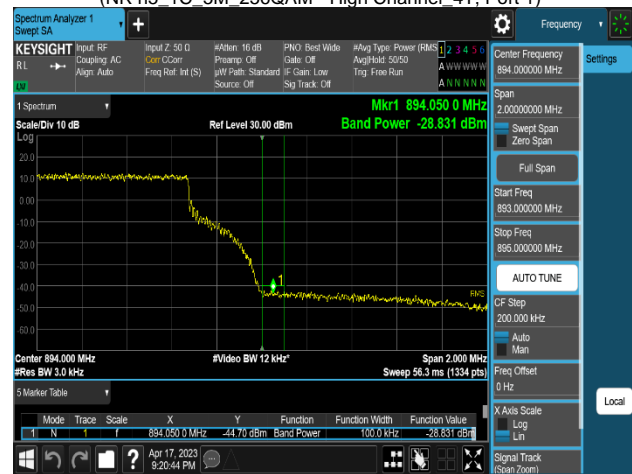 (NR n5_1C_5M_256QAM - High Channel_41, Port 1)
Spectrum Analyzer 1
Swept SA
Frequency
KEYSIGHT
RL
Input: RF
Coupling: AC
Align: Auto
Input Z: 50 Ω
Corr CCorr
Freq Ref: Int (S)
#Atten: 16 dB
Preamp: Off
µW Path: Standard
Source: Off
PNO: Best Wide
Gate: Off
IF Gain: Low
Sig Track: Off
#Avg Type: Power (RMS
Avg|Hold: 50/50
Trig: Free Run
1 2 3 4 5 6
A W W W W W
A N N N N N
1 Spectrum
Scale/Div 10 dB
Ref Level 30.00 dBm
Mkr1 894.050 0 MHz
Band Power -28.831 dBm
Log
20.0
10.0
0.00
-10.0
-20.0
-30.0
-40.0
-50.0
-60.0
1
RMS
Center 894.000 MHz
#Video BW 12 kHz*
Span 2.000 MHz
#Res BW 3.0 kHz
Sweep 56.3 ms (1334 pts)
5 Marker Table
Mode Trace Scale X Y Function Function Width Function Value
1 N 1 f 894.050 0 MHz -44.70 dBm Band Power 100.0 kHz -28.831 dBm
Apr 17, 2023
9:20:44 PM
Center Frequency
894.000000 MHz
Settings
Span
2.00000000 MHz
Swept Span
Zero Span
Full Span
Start Freq
893.000000 MHz
Stop Freq
895.000000 MHz
AUTO TUNE
CF Step
200.000 kHz
Auto
Man
Freq Offset
0 Hz
X Axis Scale
Log
Lin
Local
Signal Track
(Span Zoom)